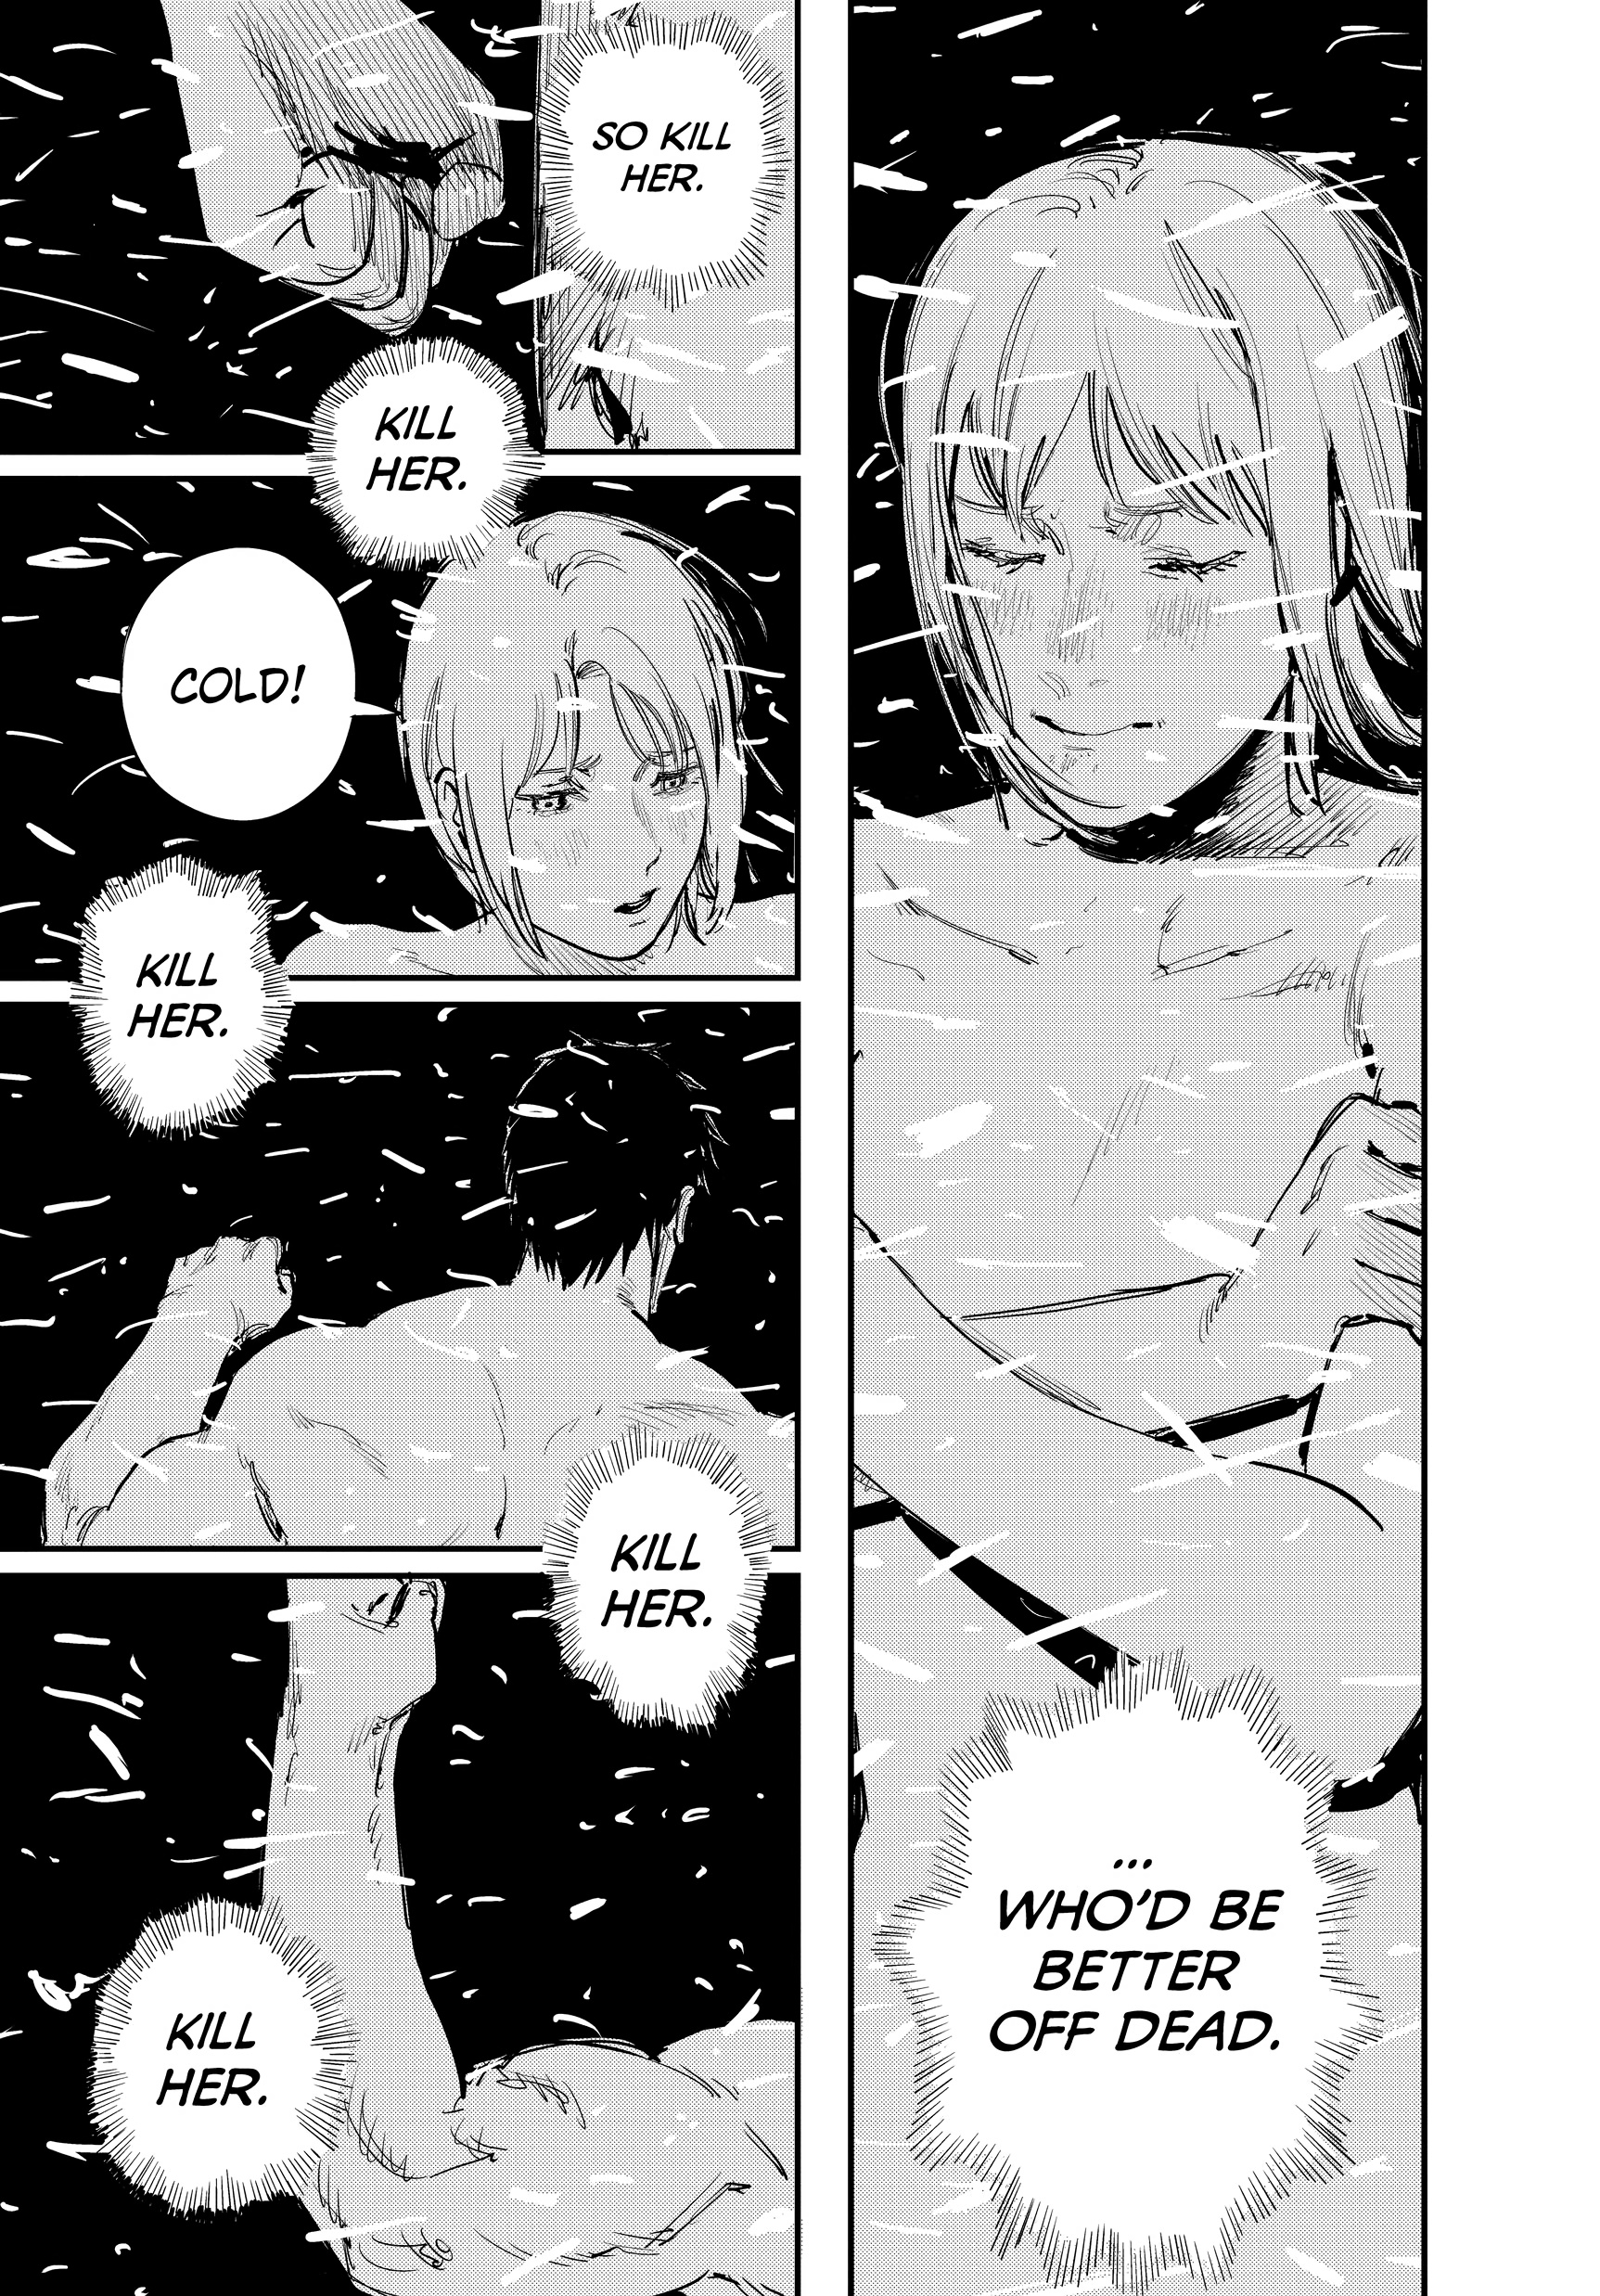 ...
WHO'D BE
BETTER
OFF DEAD.
SO KILL
HER.
KILL
HER.
COLD!
KILL
HER.
KILL
HER.
KILL
HER.